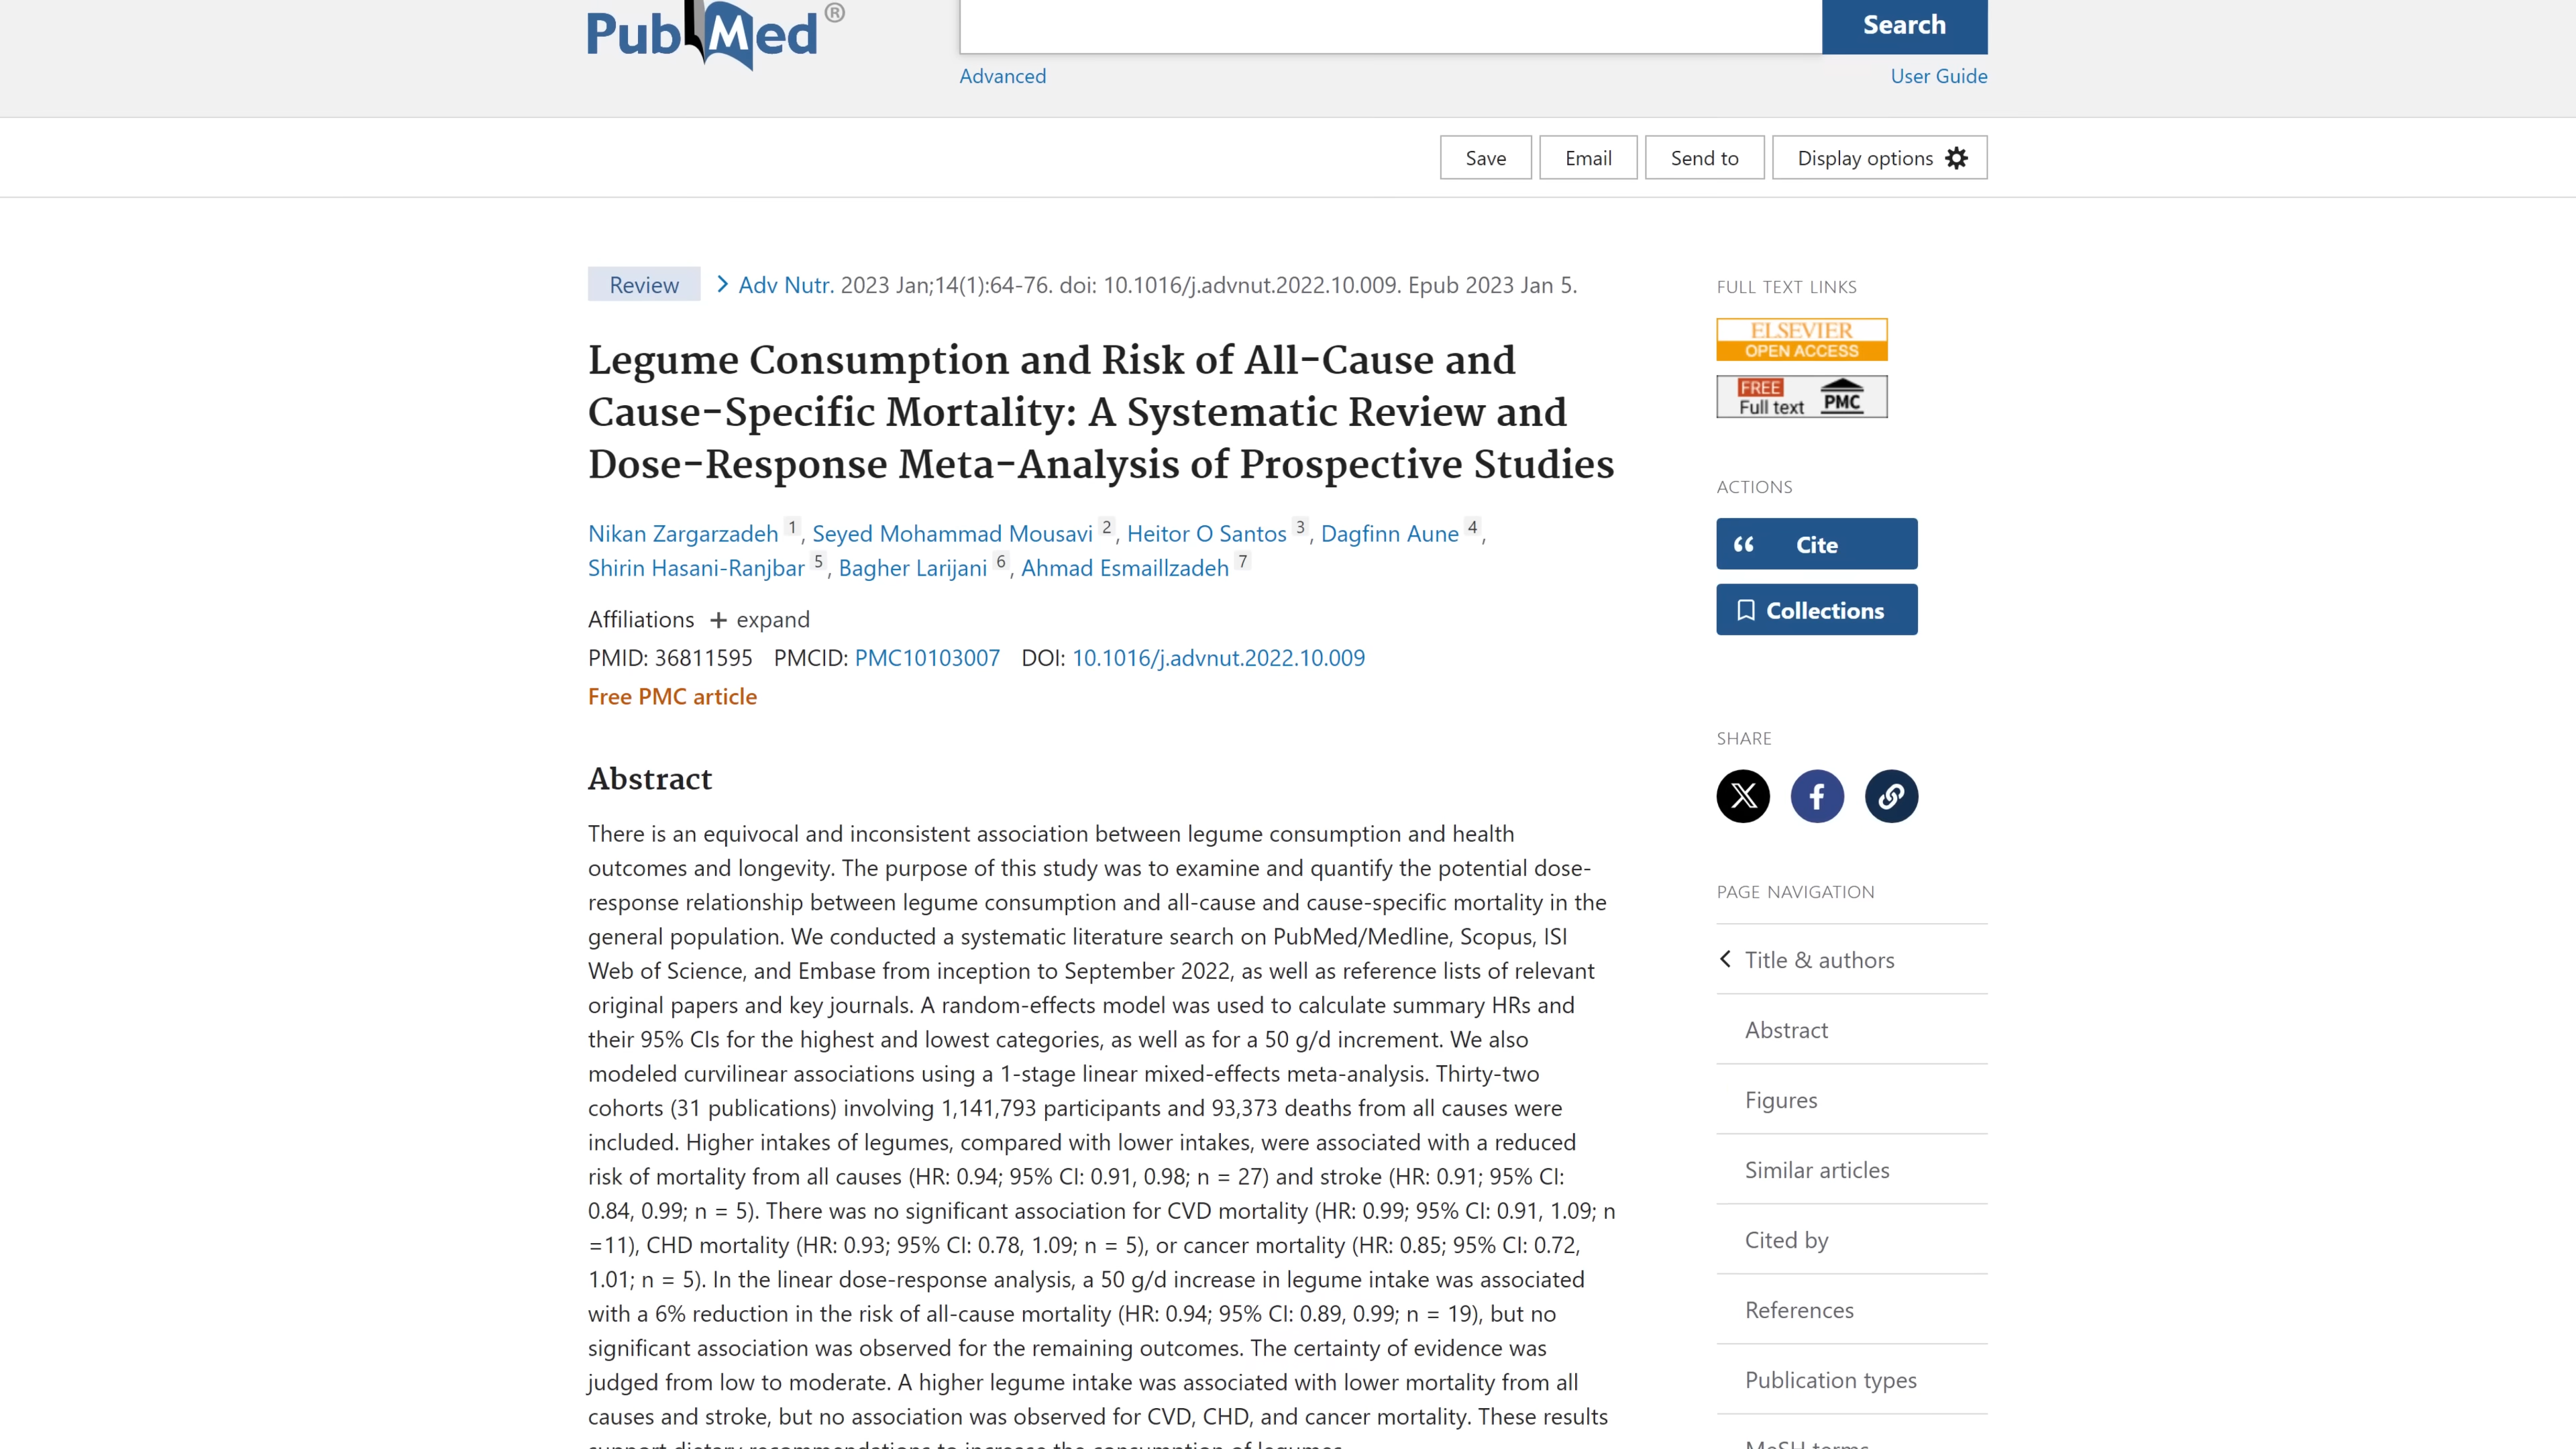 PubMed®
Search
Advanced
User Guide
Save
Email
Send to
Display options
Review
Adv Nutr. 2023 Jan;14(1):64-76. doi: 10.1016/j.advnut.2022.10.009. Epub 2023 Jan 5.
Legume Consumption and Risk of All-Cause and
Cause-Specific Mortality: A Systematic Review and
Dose-Response Meta-Analysis of Prospective Studies
Nikan Zargarzadeh 1, Seyed Mohammad Mousavi 2, Heitor O Santos 3, Dagfinn Aune 4,
Shirin Hasani-Ranjbar 5, Bagher Larijani 6, Ahmad Esmaillzadeh 7
Affiliations + expand
PMID: 36811595 PMCID: PMC10103007 DOI: 10.1016/j.advnut.2022.10.009
Free PMC article
Abstract
There is an equivocal and inconsistent association between legume consumption and health
outcomes and longevity. The purpose of this study was to examine and quantify the potential dose-
response relationship between legume consumption and all-cause and cause-specific mortality in the
general population. We conducted a systematic literature search on PubMed/Medline, Scopus, ISI
Web of Science, and Embase from inception to September 2022, as well as reference lists of relevant
original papers and key journals. A random-effects model was used to calculate summary HRs and
their 95% CIs for the highest and lowest categories, as well as for a 50 g/d increment. We also
modeled curvilinear associations using a 1-stage linear mixed-effects meta-analysis. Thirty-two
cohorts (31 publications) involving 1,141,793 participants and 93,373 deaths from all causes were
included. Higher intakes of legumes, compared with lower intakes, were associated with a reduced
risk of mortality from all causes (HR: 0.94; 95% CI: 0.91, 0.98; n = 27) and stroke (HR: 0.91; 95% CI:
0.84, 0.99; n = 5). There was no significant association for CVD mortality (HR: 0.99; 95% CI: 0.91, 1.09; n
=11), CHD mortality (HR: 0.93; 95% CI: 0.78, 1.09; n = 5), or cancer mortality (HR: 0.85; 95% CI: 0.72,
1.01; n = 5). In the linear dose-response analysis, a 50 g/d increase in legume intake was associated
with a 6% reduction in the risk of all-cause mortality (HR: 0.94; 95% CI: 0.89, 0.99; n = 19), but no
significant association was observed for the remaining outcomes. The certainty of evidence was
judged from low to moderate. A higher legume intake was associated with lower mortality from all
causes and stroke, but no association was observed for CVD, CHD, and cancer mortality. These results
support dietary recommendations to increase the consumption of legumes.
FULL TEXT LINKS
ELSEVIER
OPEN ACCESS
FREE
Full text PMC
ACTIONS
Cite
Collections
SHARE
PAGE NAVIGATION
Title & authors
Abstract
Figures
Similar articles
Cited by
References
Publication types
MeSH terms